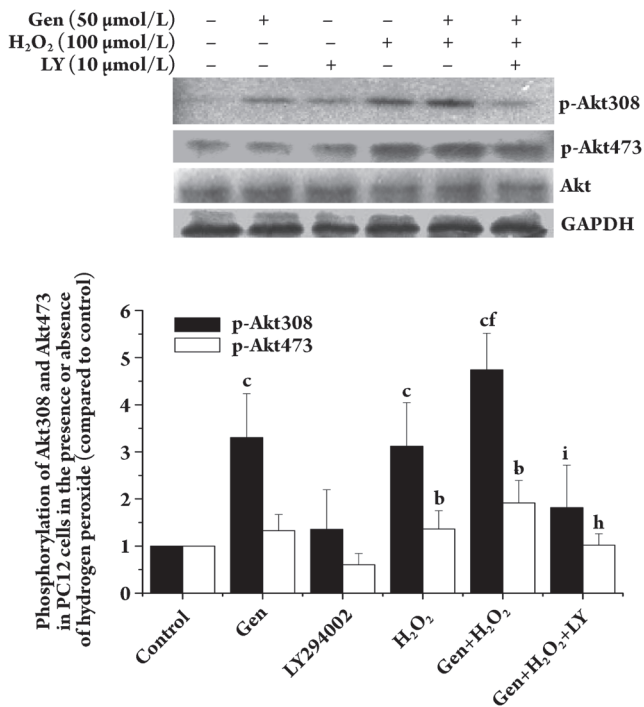 Gen (50 μmol/L) – + – – + +
H₂O₂ (100 μmol/L) – – – + + +
LY (10 μmol/L) – – + – – +
p-Akt308
p-Akt473
Akt
GAPDH
Phosphorylation of Akt308 and Akt473
in PC12 cells in the presence or absence
of hydrogen peroxide (compared to control)
6
5
4
3
2
1
0
p-Akt308
p-Akt473
c
c
b
cf
b
i
h
Control
Gen
LY294002
H₂O₂
Gen+H₂O₂
Gen+H₂O₂+LY